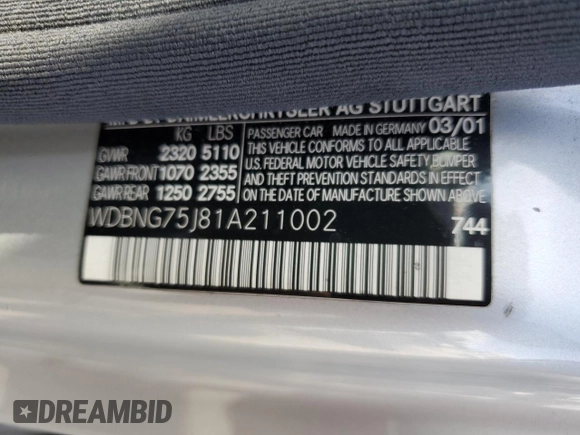 MFD BY DAIMLERCHRYSLER AG STUTTGART
KG LBS
GVWR 2320 5110
GAWR FRONT 1070 2355
GAWR REAR 1250 2755
PASSENGER CAR MADE IN GERMANY 03/01
THIS VEHICLE CONFORMS TO ALL APPLICABLE
U.S. FEDERAL MOTOR VEHICLE SAFETY, BUMPER
AND THEFT PREVENTION STANDARDS IN EFFECT
ON THE DATE OF MANUFACTURE SHOWN ABOVE.
WDBNG75J81A211002 744
DREAMBID